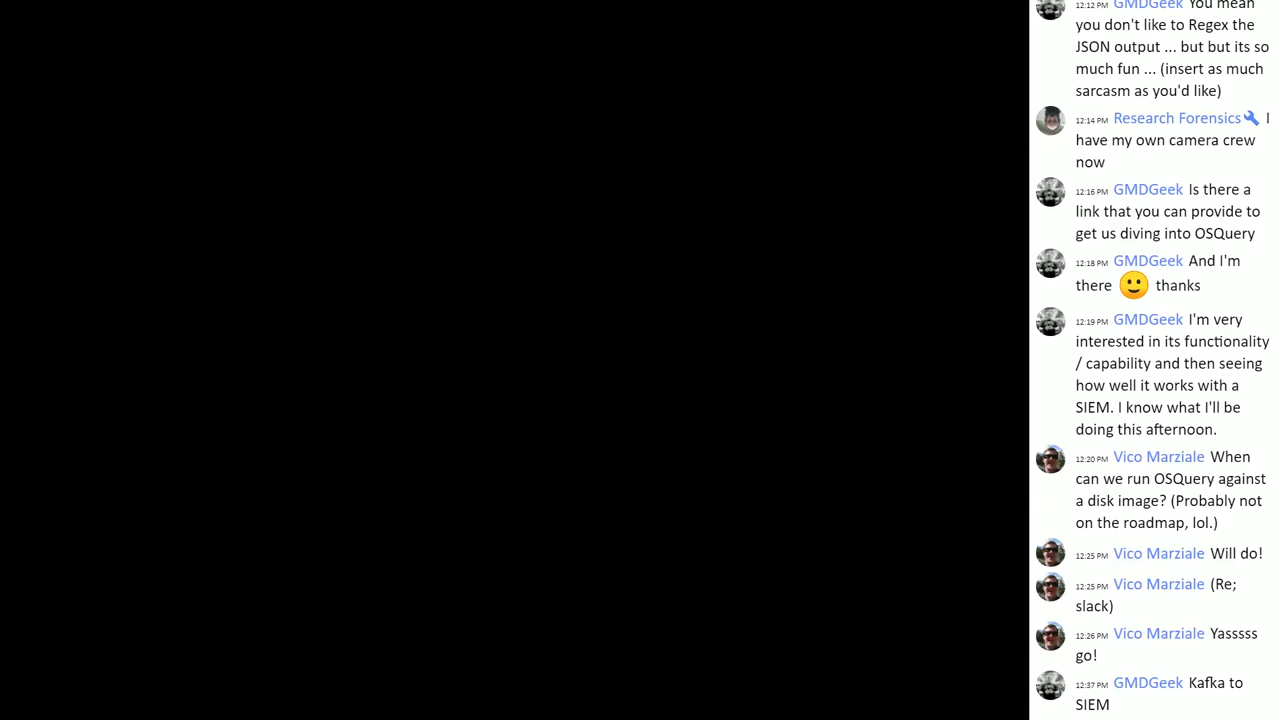 12:12 PM GMDGeek You mean
you don't like to Regex the
JSON output ... but but its so
much fun ... (insert as much
sarcasm as you'd like)
12:14 PM Research Forensics I
have my own camera crew
now
12:16 PM GMDGeek Is there a
link that you can provide to
get us diving into OSQuery
12:18 PM GMDGeek And I'm
there 🙂 thanks
12:19 PM GMDGeek I'm very
interested in its functionality
/ capability and then seeing
how well it works with a
SIEM. I know what I'll be
doing this afternoon.
12:20 PM Vico Marziale When
can we run OSQuery against
a disk image? (Probably not
on the roadmap, lol.)
12:25 PM Vico Marziale Will do!
12:25 PM Vico Marziale (Re;
slack)
12:26 PM Vico Marziale Yasssss
go!
12:37 PM GMDGeek Kafka to
SIEM